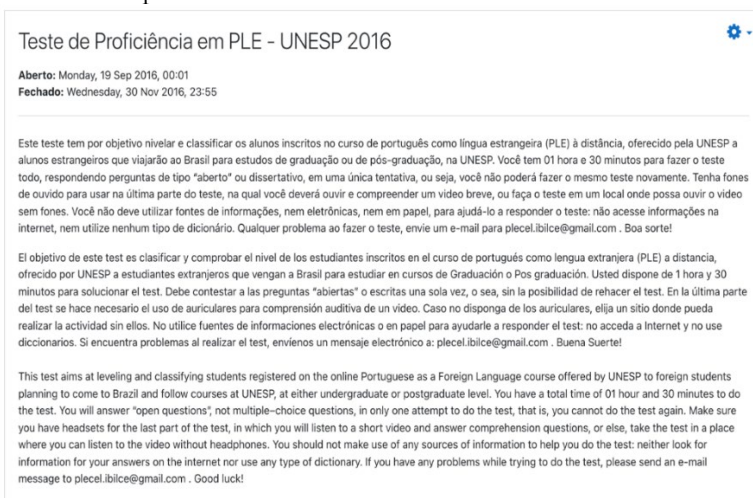 Teste de Proficiência em PLE - UNESP 2016
Aberto: Monday, 19 Sep 2016, 00:01
Fechado: Wednesday, 30 Nov 2016, 23:55
Este teste tem por objetivo nivelar e classificar os alunos inscritos no curso de português como língua estrangeira (PLE) à distância, oferecido pela UNESP a
alunos estrangeiros que viajarão ao Brasil para estudos de graduação ou de pós-graduação, na UNESP. Você tem 01 hora e 30 minutos para fazer o teste
todo, respondendo perguntas de tipo "aberto" ou dissertativo, em uma única tentativa, ou seja, você não poderá fazer o mesmo teste novamente. Tenha fones
de ouvido para usar na última parte do teste, na qual você deverá ouvir e compreender um video breve, ou faça o teste em um local onde possa ouvir o video
sem fones. Você não deve utilizar fontes de informações, nem eletrônicas, nem em papel, para ajudá-lo a responder o teste: não acesse informações na
internet, nem utilize nenhum tipo de dicionário. Qualquer problema ao fazer o teste, envie um e-mail para plecel.ibilce@gmail.com . Boa sorte!
El objetivo de este test es clasificar y comprobar el nivel de los estudiantes inscritos en el curso de portugués como lengua extranjera (PLE) a distancia,
ofrecido por UNESP a estudiantes extranjeros que vengan a Brasil para estudiar en cursos de Graduación o Pos graduación. Usted dispone de 1 hora y 30
minutos para solucionar el test. Debe contestar a las preguntas "abiertas" o escritas una sola vez, o sea, sin la posibilidad de rehacer el test. En la última parte
del test se hace necesario el uso de auriculares para comprensión auditiva de un video. Caso no disponga de los auriculares, elija un sitio donde pueda
realizar la actividad sin ellos. No utilice fuentes de informaciones electrónicas o en papel para ayudarle a responder el test: no acceda a Internet y no use
diccionarios. Si encuentra problemas al realizar el test, envíenos un mensaje electrónico a: plecel.ibilce@gmail.com . Buena Suerte!
This test aims at leveling and classifying students registered on the online Portuguese as a Foreign Language course offered by UNESP to foreign students
planning to come to Brazil and follow courses at UNESP, at either undergraduate or postgraduate level. You have a total time of 01 hour and 30 minutes to do
the test. You will answer "open questions", not multiple-choice questions, in only one attempt to do the test, that is, you cannot do the test again. Make sure
you have headsets for the last part of the test, in which you will listen to a short video and answer comprehension questions, or else, take the test in a place
where you can listen to the video without headphones. You should not make use of any sources of information to help you do the test: neither look for
information for your answers on the internet nor use any type of dictionary. If you have any problems while trying to do the test, please send an e-mail
message to plecel.ibilce@gmail.com . Good luck!